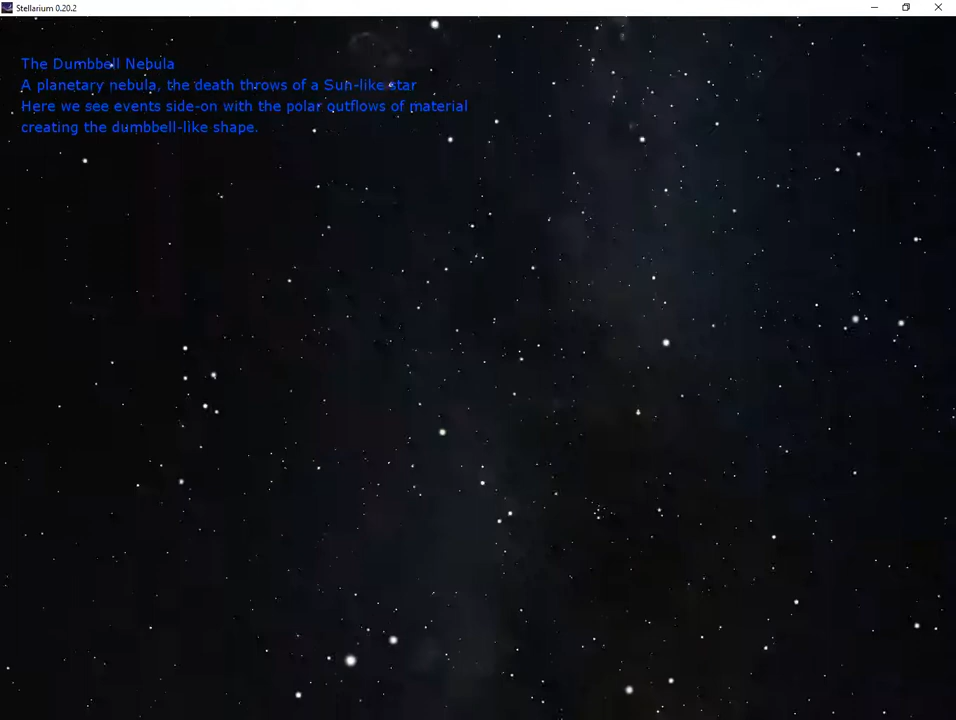 Stellarium 0.20.2
The Dumbbell Nebula
A planetary nebula, the death throws of a Sun-like star
Here we see events side-on with the polar outflows of material
creating the dumbbell-like shape.